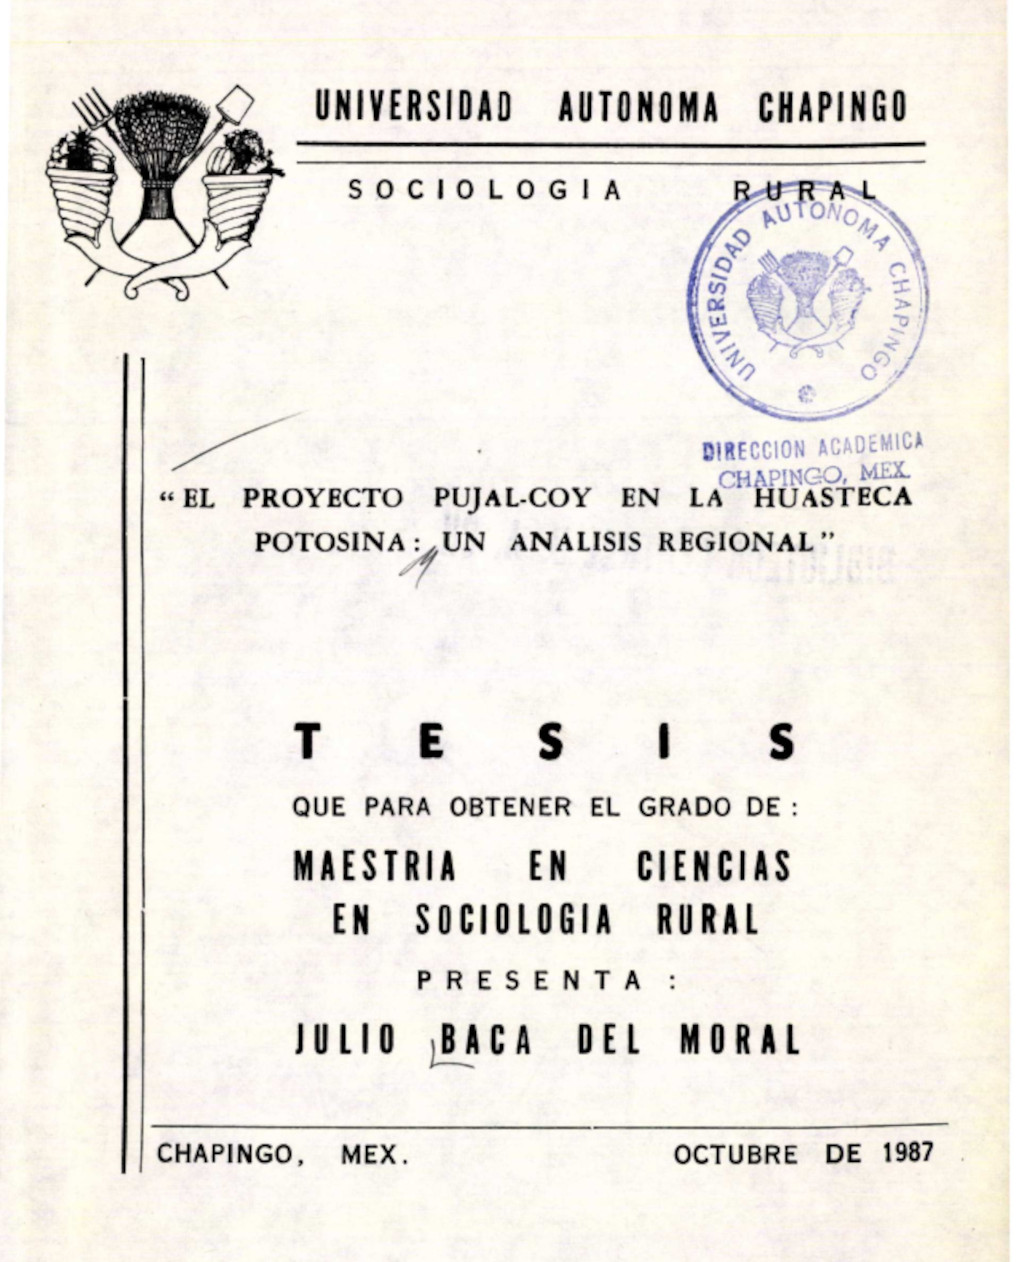 UNIVERSIDAD AUTONOMA CHAPINGO
SOCIOLOGIA RURAL
UNIVERSIDAD AUTONOMA CHAPINGO
DIRECCION ACADEMICA
CHAPINGO, MEX.
“EL PROYECTO PUJAL-COY EN LA HUASTECA
POTOSINA: UN ANALISIS REGIONAL”
T E S I S
QUE PARA OBTENER EL GRADO DE :
MAESTRIA EN CIENCIAS
EN SOCIOLOGIA RURAL
PRESENTA :
JULIO BACA DEL MORAL
CHAPINGO, MEX. OCTUBRE DE 1987